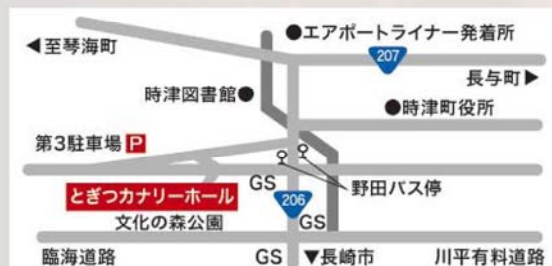 ●エアポートライナー発着所
◀至琴海町
207
長与町▶
時津図書館●
●時津町役所
第3駐車場 P
とぎつカナリーホール
GS
野田バス停
文化の森公園
206
GS
臨海道路
GS
▼長崎市
川平有料道路